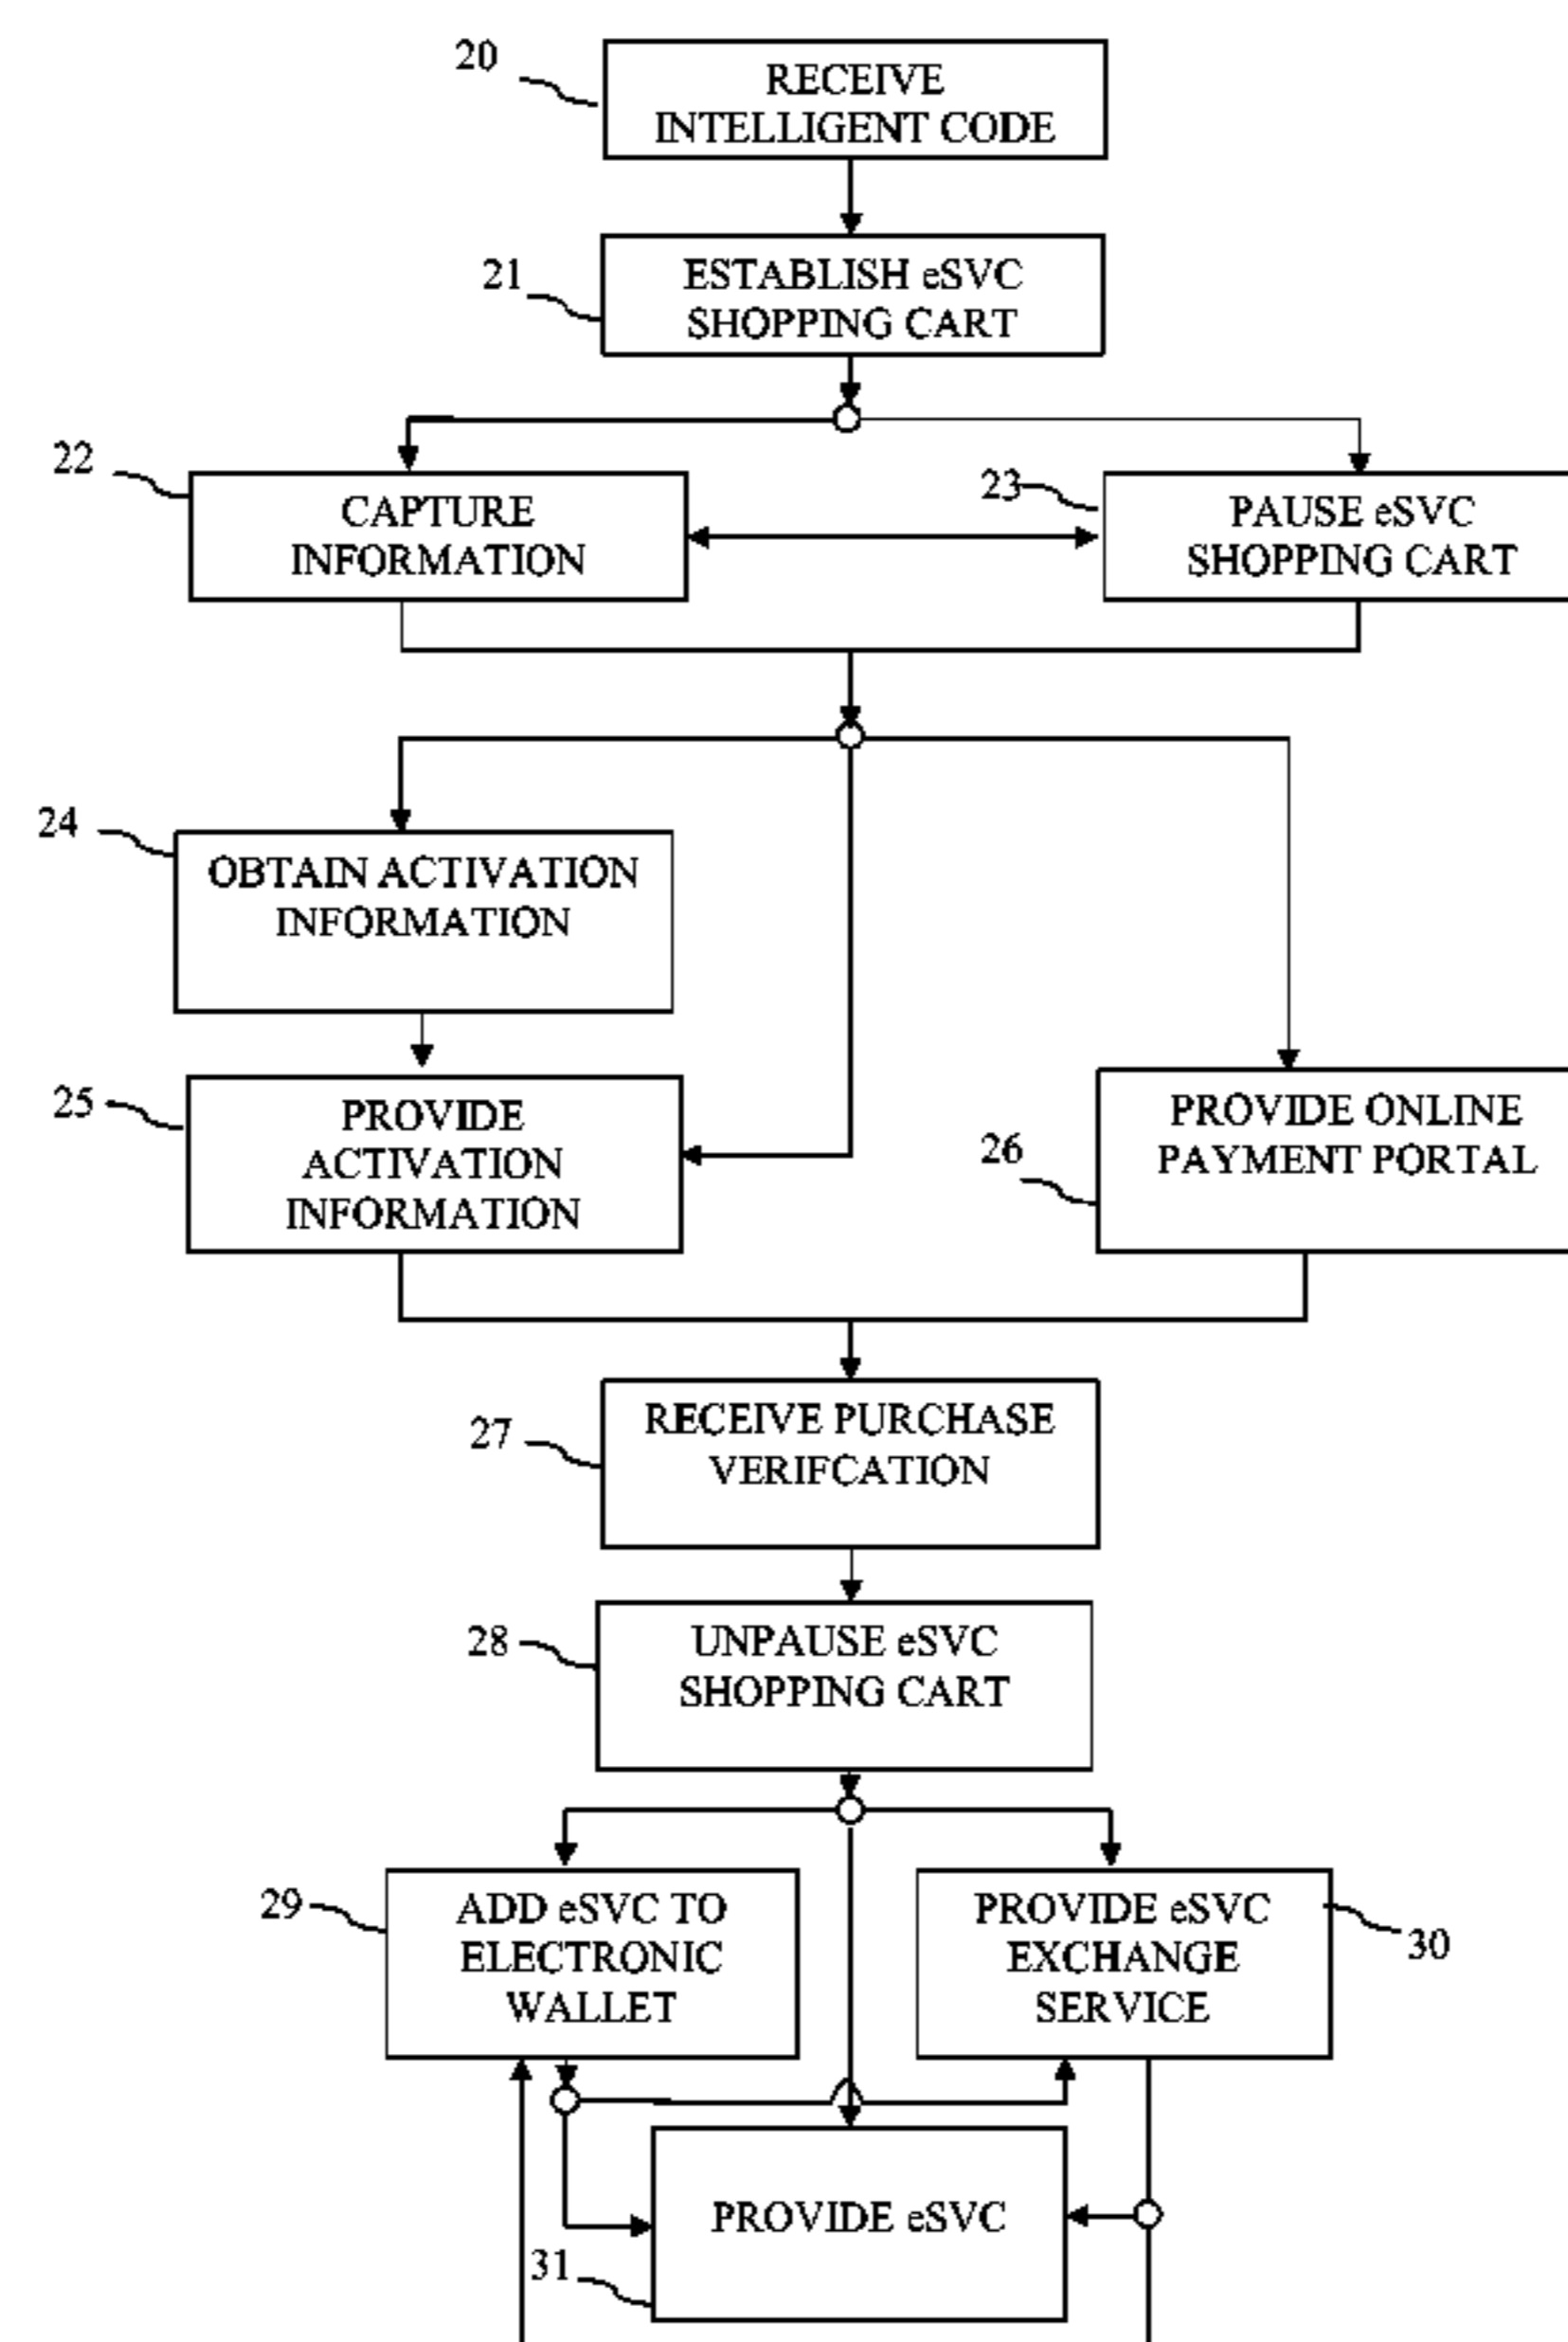 20
RECEIVE
INTELLIGENT CODE
21
ESTABLISH eSVC
SHOPPING CART
22
CAPTURE
INFORMATION
23
PAUSE eSVC
SHOPPING CART
24
OBTAIN ACTIVATION
INFORMATION
25
PROVIDE
ACTIVATION
INFORMATION
26
PROVIDE ONLINE
PAYMENT PORTAL
27
RECEIVE PURCHASE
VERIFCATION
28
UNPAUSE eSVC
SHOPPING CART
29
ADD eSVC TO
ELECTRONIC
WALLET
PROVIDE eSVC
EXCHANGE
SERVICE
30
PROVIDE eSVC
31